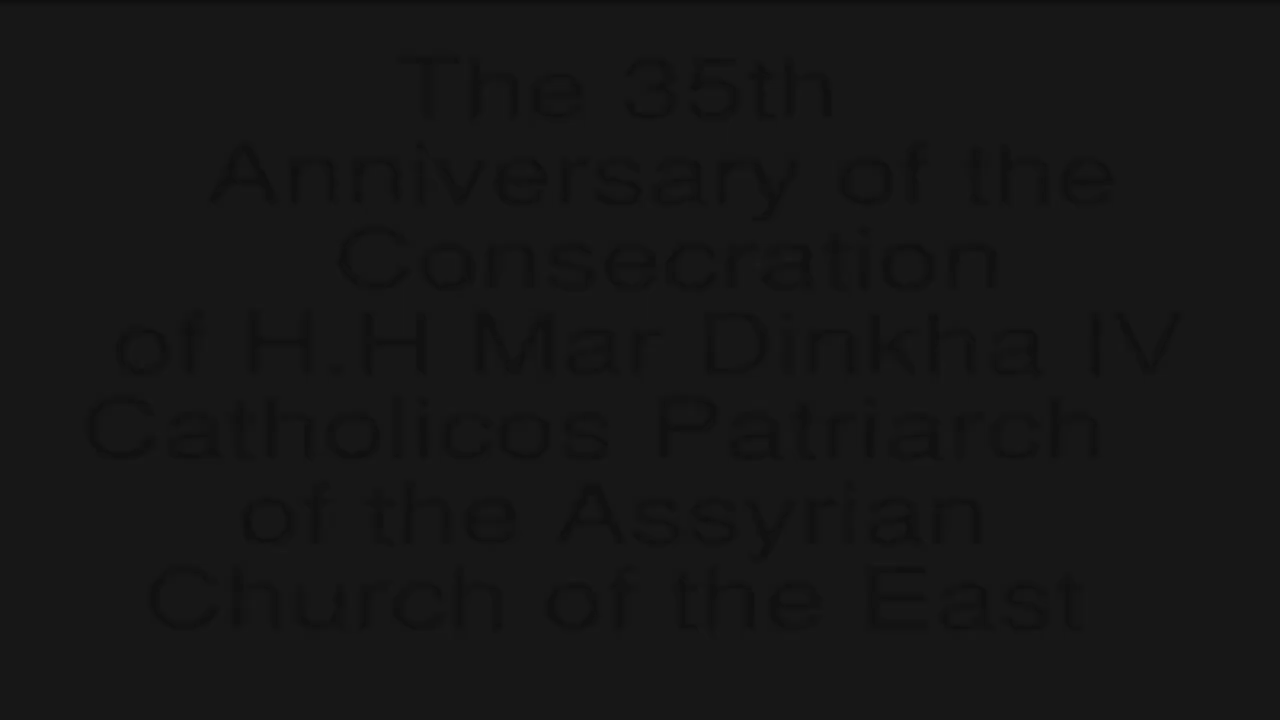 The 35th
Anniversary of the
Consecration
of H.H Mar Dinkha IV
Catholicos Patriarch
of the Assyrian
Church of the East